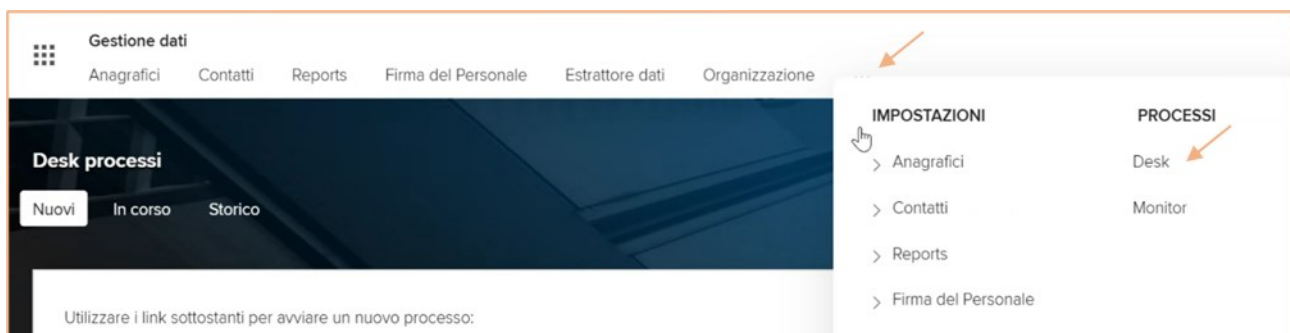 Gestione dati
Anagrafici Contatti Reports Firma del Personale Estrattore dati Organizzazione ...
IMPOSTAZIONI PROCESSI
Desk processi
Anagrafici Desk
Nuovi In corso Storico
Contatti Monitor
Reports
Firma del Personale
Utilizzare i link sottostanti per avviare un nuovo processo: